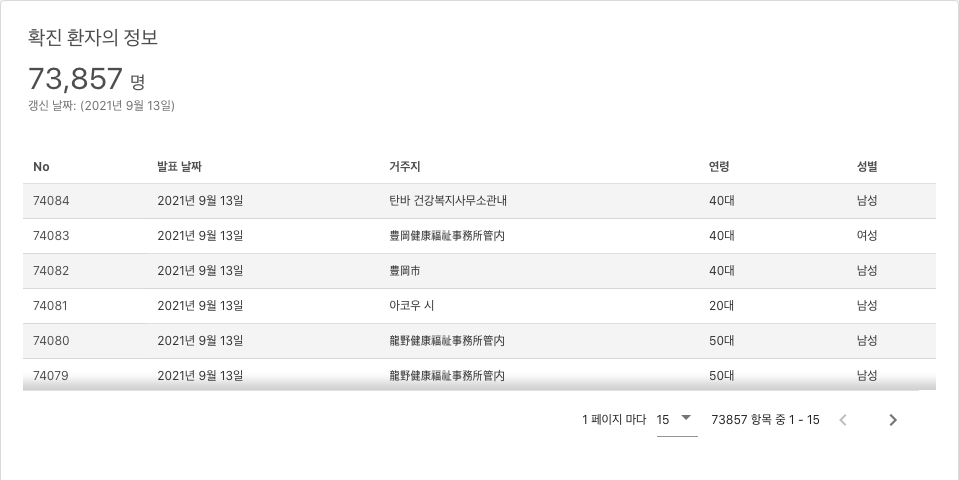 확진 환자의 정보
73,857 명
갱신 날짜: (2021년 9월 13일)
No 발표 날짜 거주지 연령 성별
74084 2021년 9월 13일 탄바 건강복지사무소관내 40대 남성
74083 2021년 9월 13일 豊岡健康福祉事務所管内 40대 여성
74082 2021년 9월 13일 豊岡市 40대 남성
74081 2021년 9월 13일 아코우 시 20대 남성
74080 2021년 9월 13일 龍野健康福祉事務所管内 50대 남성
74079 2021년 9월 13일 龍野健康福祉事務所管内 50대 남성
1 페이지 마다 15 73857 항목 중 1 - 15